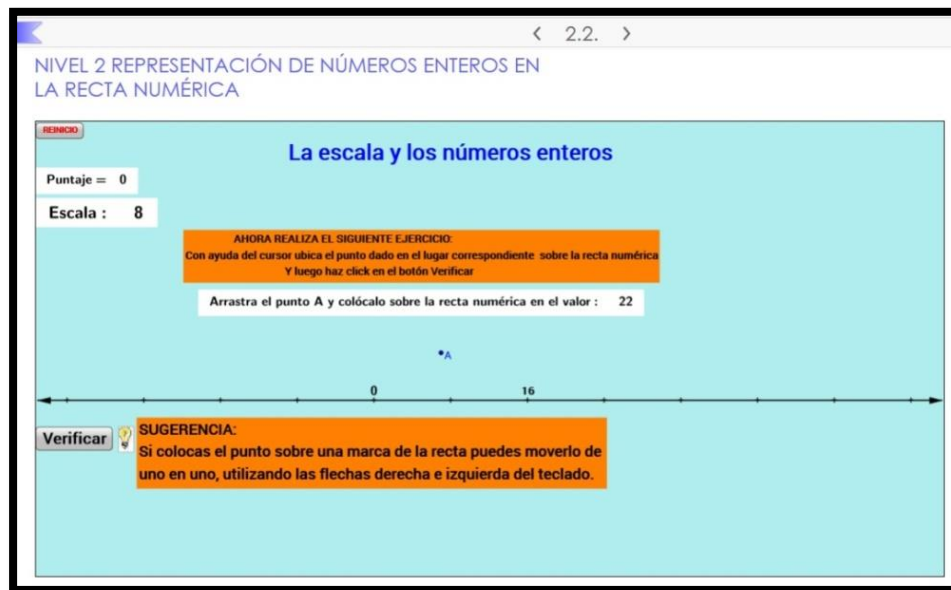 < 2.2. >
NIVEL 2 REPRESENTACIÓN DE NÚMEROS ENTEROS EN
LA RECTA NUMÉRICA
REINICIO
La escala y los números enteros
Puntaje = 0
Escala : 8
AHORA REALIZA EL SIGUIENTE EJERCICIO:
Con ayuda del cursor ubica el punto dado en el lugar correspondiente sobre la recta numérica
Y luego haz click en el botón Verificar
Arrastra el punto A y colócalo sobre la recta numérica en el valor : 22
A
0 16
Verificar
SUGERENCIA:
Si colocas el punto sobre una marca de la recta puedes moverlo de
uno en uno, utilizando las flechas derecha e izquierda del teclado.